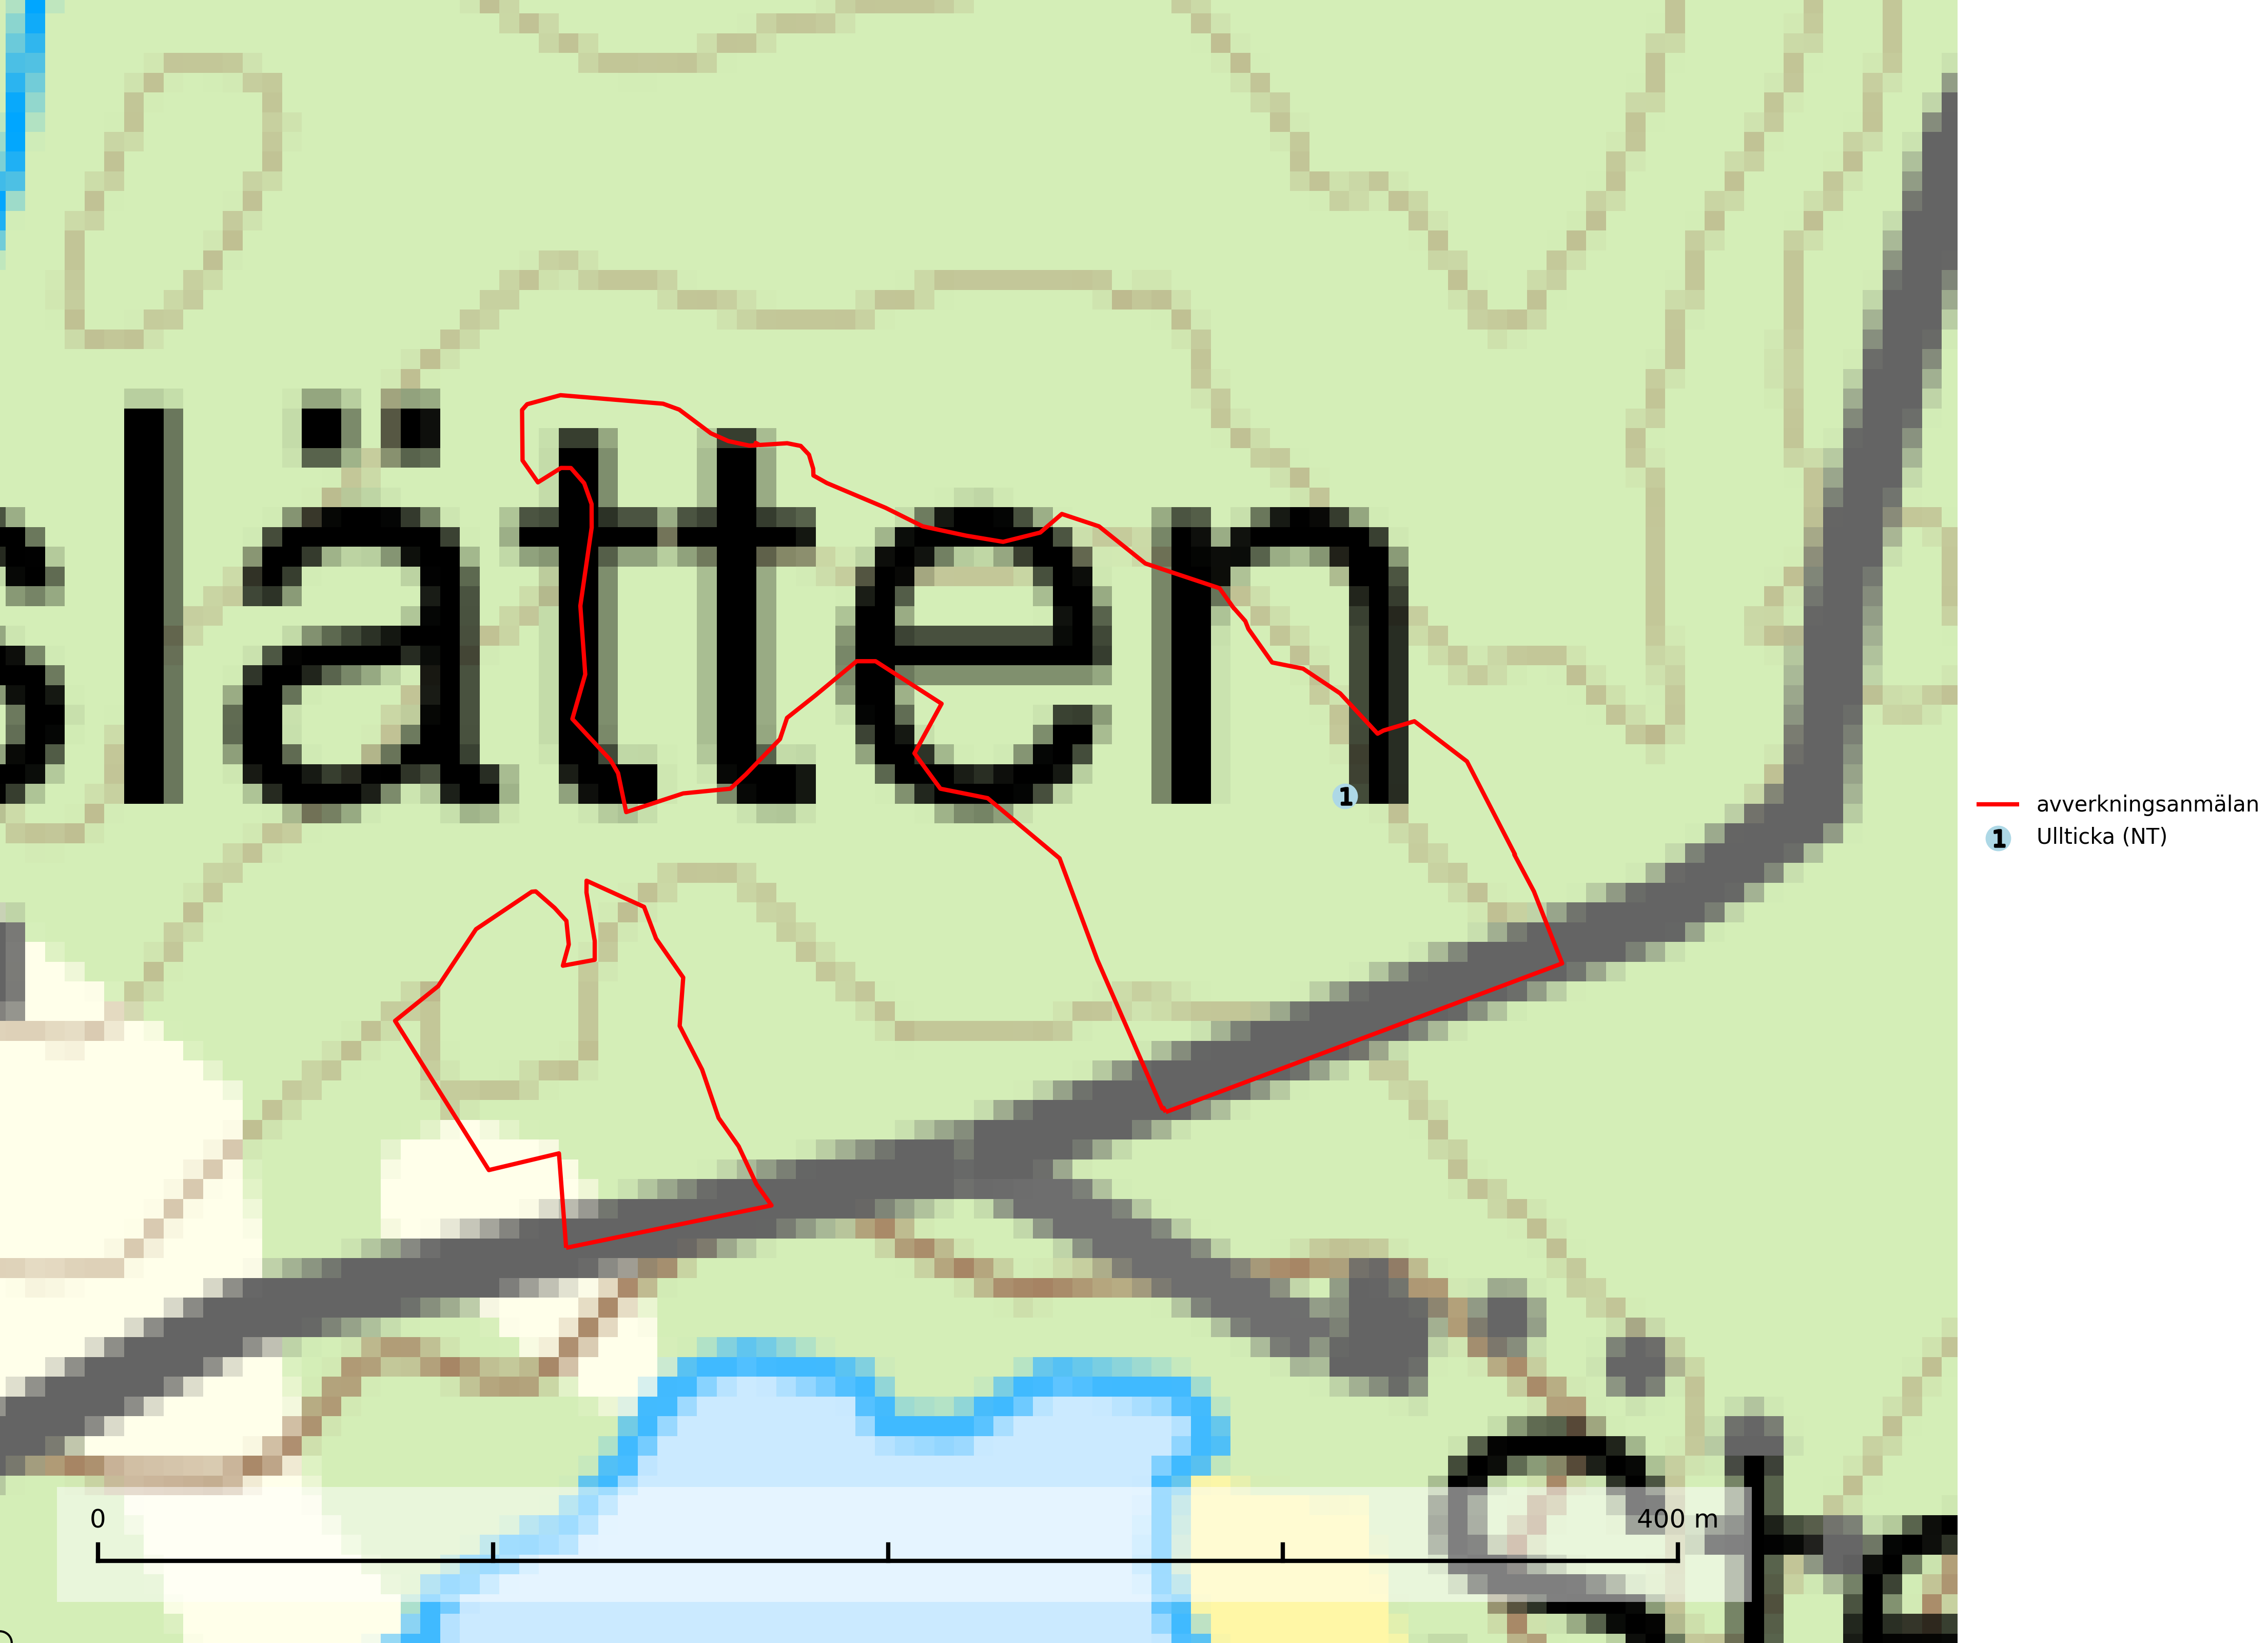 slätten
1
avverkningsanmälan
1 Ullticka (NT)
0 400 m